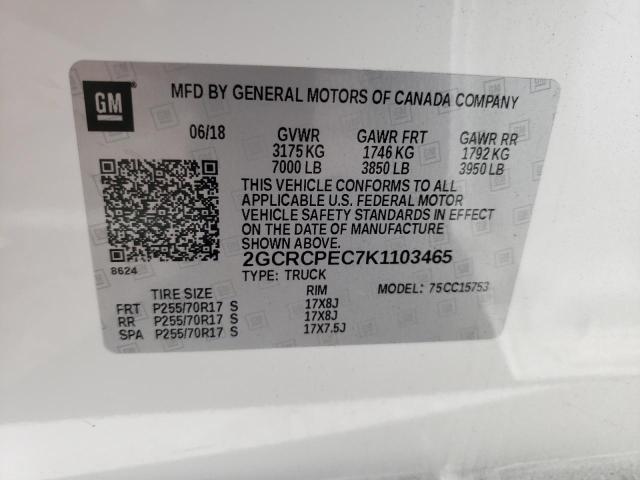 GM
MFD BY GENERAL MOTORS OF CANADA COMPANY
06/18 GVWR GAWR FRT GAWR RR
3175 KG 1746 KG 1792 KG
7000 LB 3850 LB 3950 LB
THIS VEHICLE CONFORMS TO ALL
APPLICABLE U.S. FEDERAL MOTOR
VEHICLE SAFETY STANDARDS IN EFFECT
ON THE DATE OF MANUFACTURE
SHOWN ABOVE.
8624
2GCRCPEC7K1103465
TYPE: TRUCK MODEL: 75CC15753
TIRE SIZE RIM
FRT P255/70R17 S 17X8J
RR P255/70R17 S 17X8J
SPA P255/70R17 S 17X7.5J